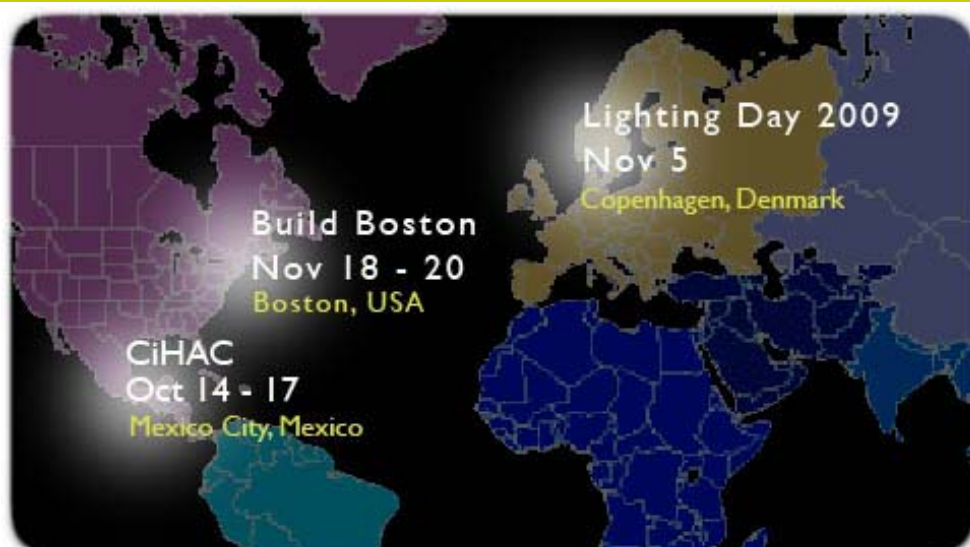 Lighting Day 2009
Nov 5
Copenhagen, Denmark
Build Boston
Nov 18 - 20
Boston, USA
CiHAC
Oct 14 - 17
Mexico City, Mexico